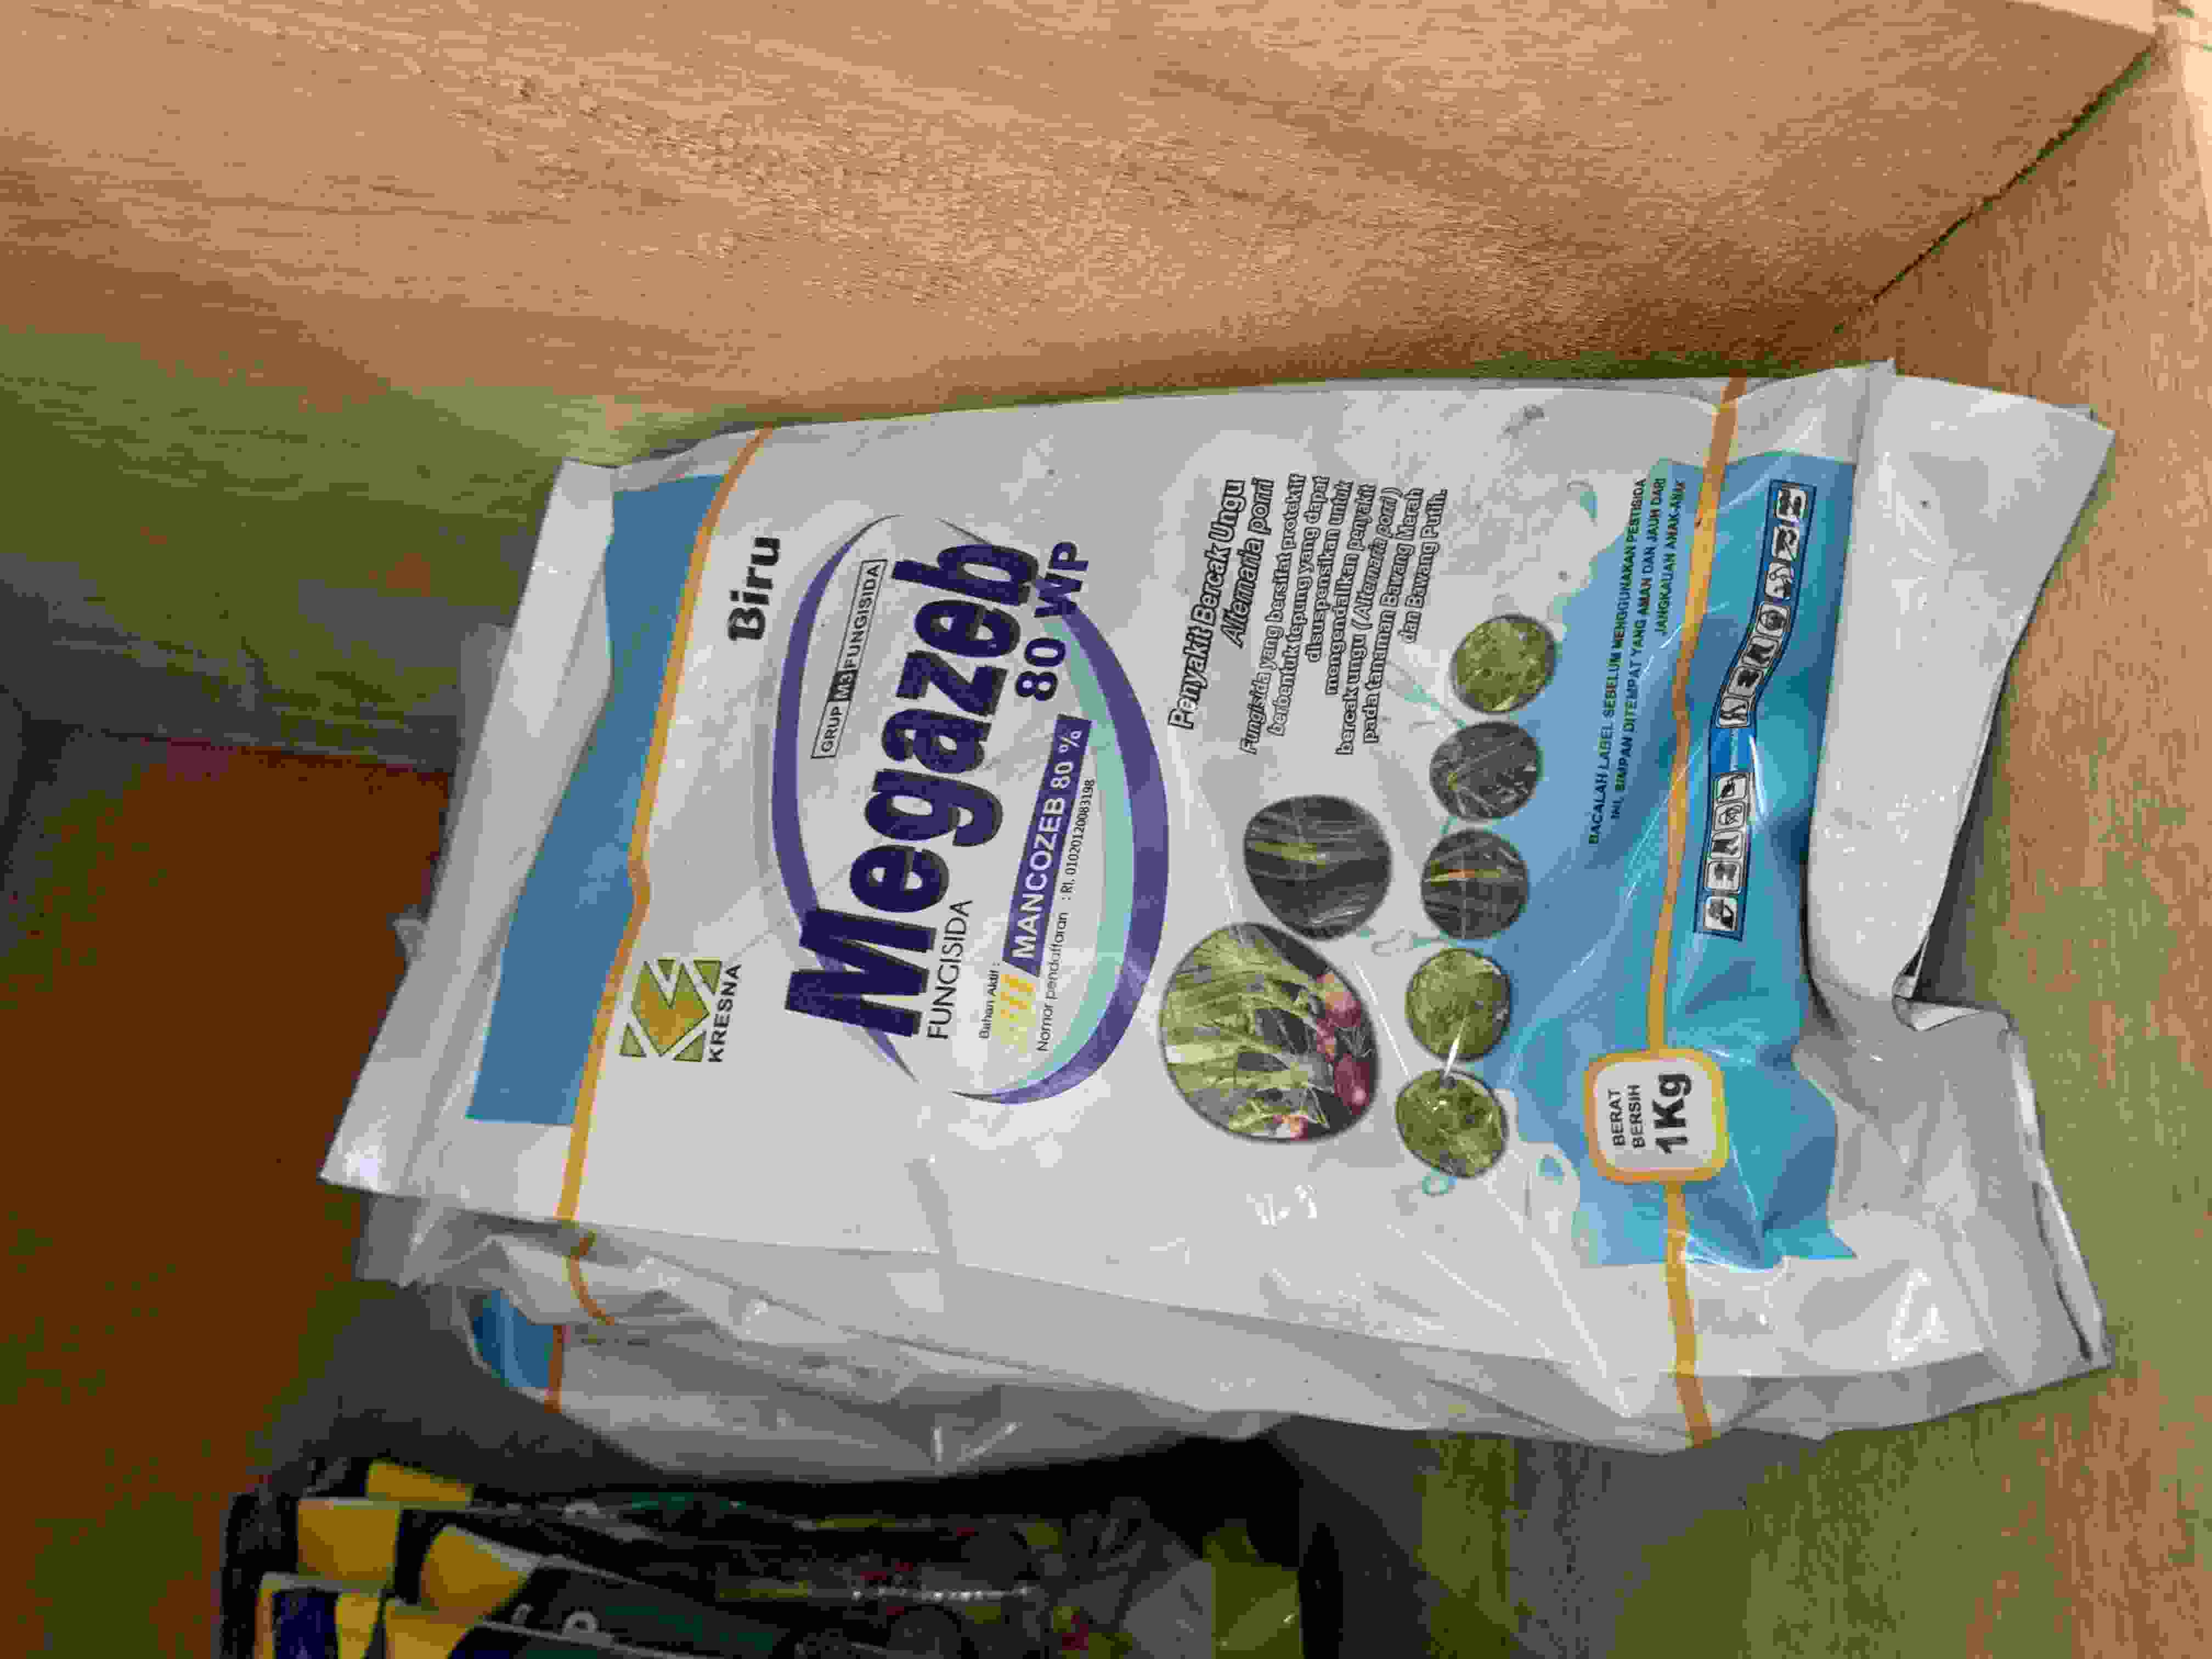 KRESNA
Biru
GRUP M3 FUNGISIDA
Megazeb
FUNGISIDA
80 WP
Bahan Aktif :
MANCOZEB 80 %
Nomor pendaftaran : RI. 01020120083198
Penyakit Bercak Ungu
Alternaria porri
Fungisida yang bersifat protektif
berbentuk tepung yang dapat
disuspensikan untuk
mengendalikan penyakit
bercak ungu ( Alternaria porri )
pada tanaman Bawang Merah
dan Bawang Putih.
BERAT
BERSIH
1Kg
BACALAH LABEL SEBELUM MENGGUNAKAN PESTISIDA
INI, SIMPAN DITEMPAT YANG AMAN DAN JAUH DARI
JANGKAUAN ANAK-ANAK